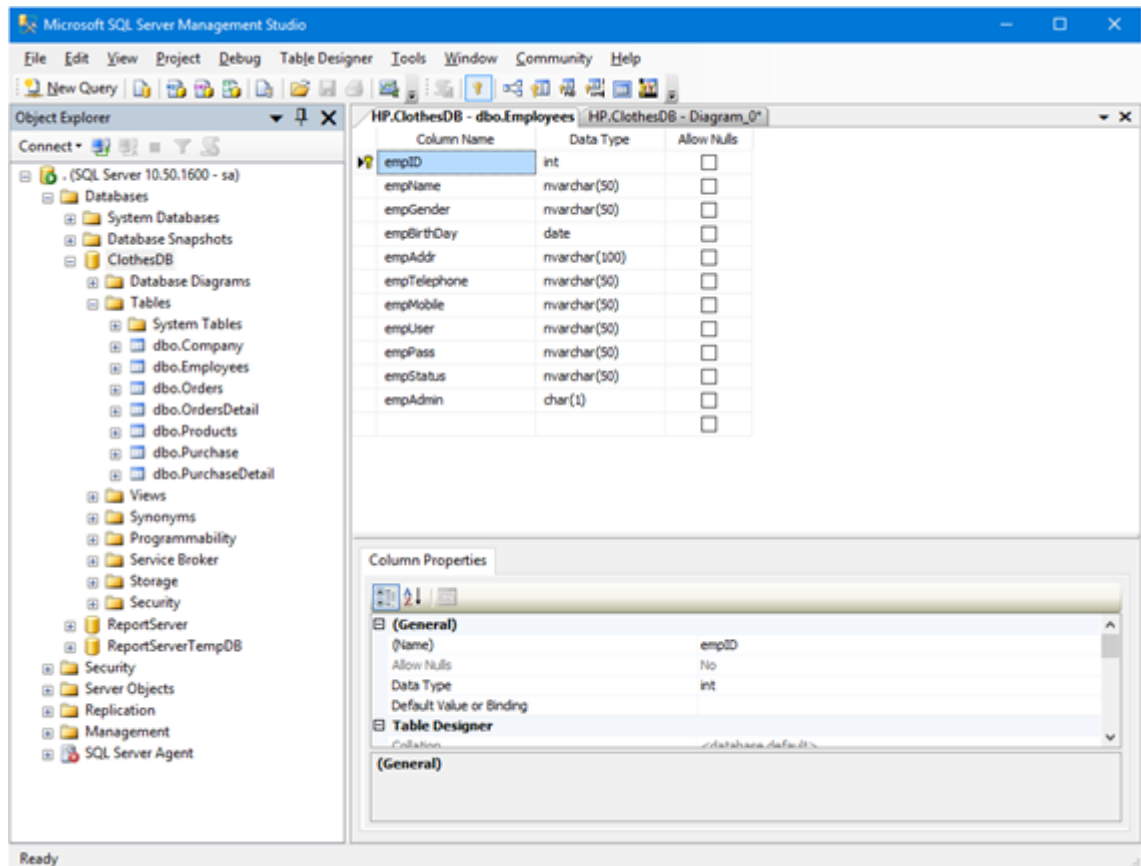 Microsoft SQL Server Management Studio
File Edit View Project Debug Table Designer Tools Window Community Help
New Query
Object Explorer
Connect
. (SQL Server 10.50.1600 - sa)
Databases
System Databases
Database Snapshots
ClothesDB
Database Diagrams
Tables
System Tables
dbo.Company
dbo.Employees
dbo.Orders
dbo.OrdersDetail
dbo.Products
dbo.Purchase
dbo.PurchaseDetail
Views
Synonyms
Programmability
Service Broker
Storage
Security
ReportServer
ReportServerTempDB
Security
Server Objects
Replication
Management
SQL Server Agent
HP.ClothesDB - dbo.Employees HP.ClothesDB - Diagram_0*
Column Name Data Type Allow Nulls
empID int
empName nvarchar(50)
empGender nvarchar(50)
empBirthDay date
empAddr nvarchar(100)
empTelephone nvarchar(50)
empMobile nvarchar(50)
empUser nvarchar(50)
empPass nvarchar(50)
empStatus nvarchar(50)
empAdmin char(1)
Column Properties
(General)
(Name) empID
Allow Nulls No
Data Type int
Default Value or Binding
Table Designer
Collation <database default>
(General)
Ready